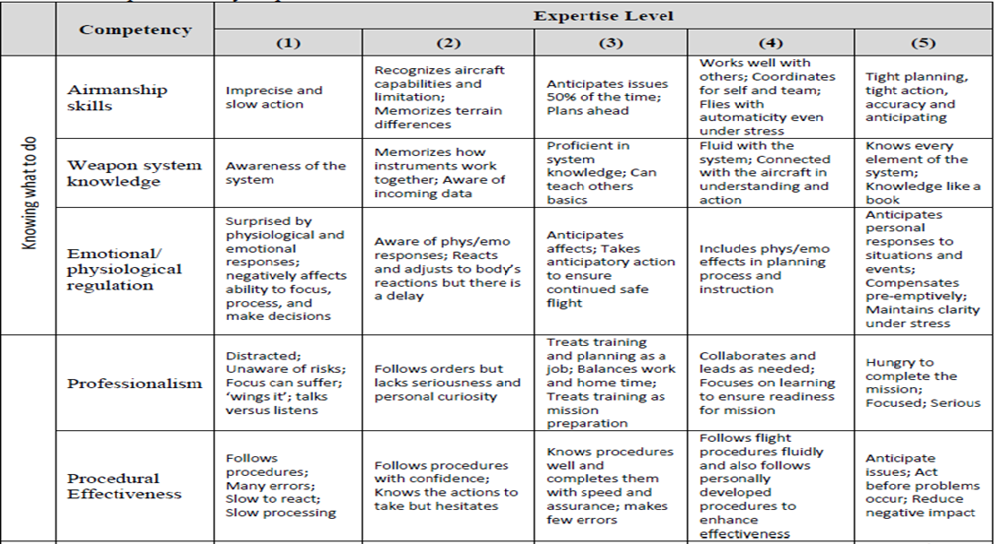 Competency
Expertise Level
(1)
(2)
(3)
(4)
(5)
Knowing what to do
Airmanship
skills
Imprecise and
slow action
Recognizes aircraft
capabilities and
limitation;
Memorizes terrain
differences
Anticipates issues
50% of the time;
Plans ahead
Works well with
others; Coordinates
for self and team;
Flies with
automaticity even
under stress
Tight planning,
tight action,
accuracy and
anticipating
Weapon system
knowledge
Awareness of the
system
Memorizes how
instruments work
together; Aware of
incoming data
Proficient in
system
knowledge; Can
teach others
basics
Fluid with the
system; Connected
with the aircraft in
understanding and
action
Knows every
element of the
system;
Knowledge like a
book
Emotional/
physiological
regulation
Surprised by
physiological and
emotional
responses;
negatively affects
ability to focus,
process, and
make decisions
Aware of phys/emo
responses; Reacts
and adjusts to body's
reactions but there is
a delay
Anticipates
affects; Takes
anticipatory action
to ensure
continued safe
flight
Includes phys/emo
effects in planning
process and
instruction
Anticipates
personal
responses to
situations and
events;
Compensates
pre-emptively;
Maintains clarity
under stress
Professionalism
Distracted;
Unaware of risks;
Focus can suffer;
‘wings it’; talks
versus listens
Follows orders but
lacks seriousness and
personal curiosity
Treats training
and planning as a
job; Balances work
and home time;
Treats training as
mission
preparation
Collaborates and
leads as needed;
Focuses on learning
to ensure readiness
for mission
Hungry to
complete the
mission;
Focused; Serious
Procedural
Effectiveness
Follows
procedures;
Many errors;
Slow to react;
Slow processing
Follows procedures
with confidence;
Knows the actions to
take but hesitates
Knows procedures
well and
completes them
with speed and
assurance; makes
few errors
Follows flight
procedures fluidly
and also follows
personally
developed
procedures to
enhance
effectiveness
Anticipate
issues; Act
before problems
occur; Reduce
negative impact